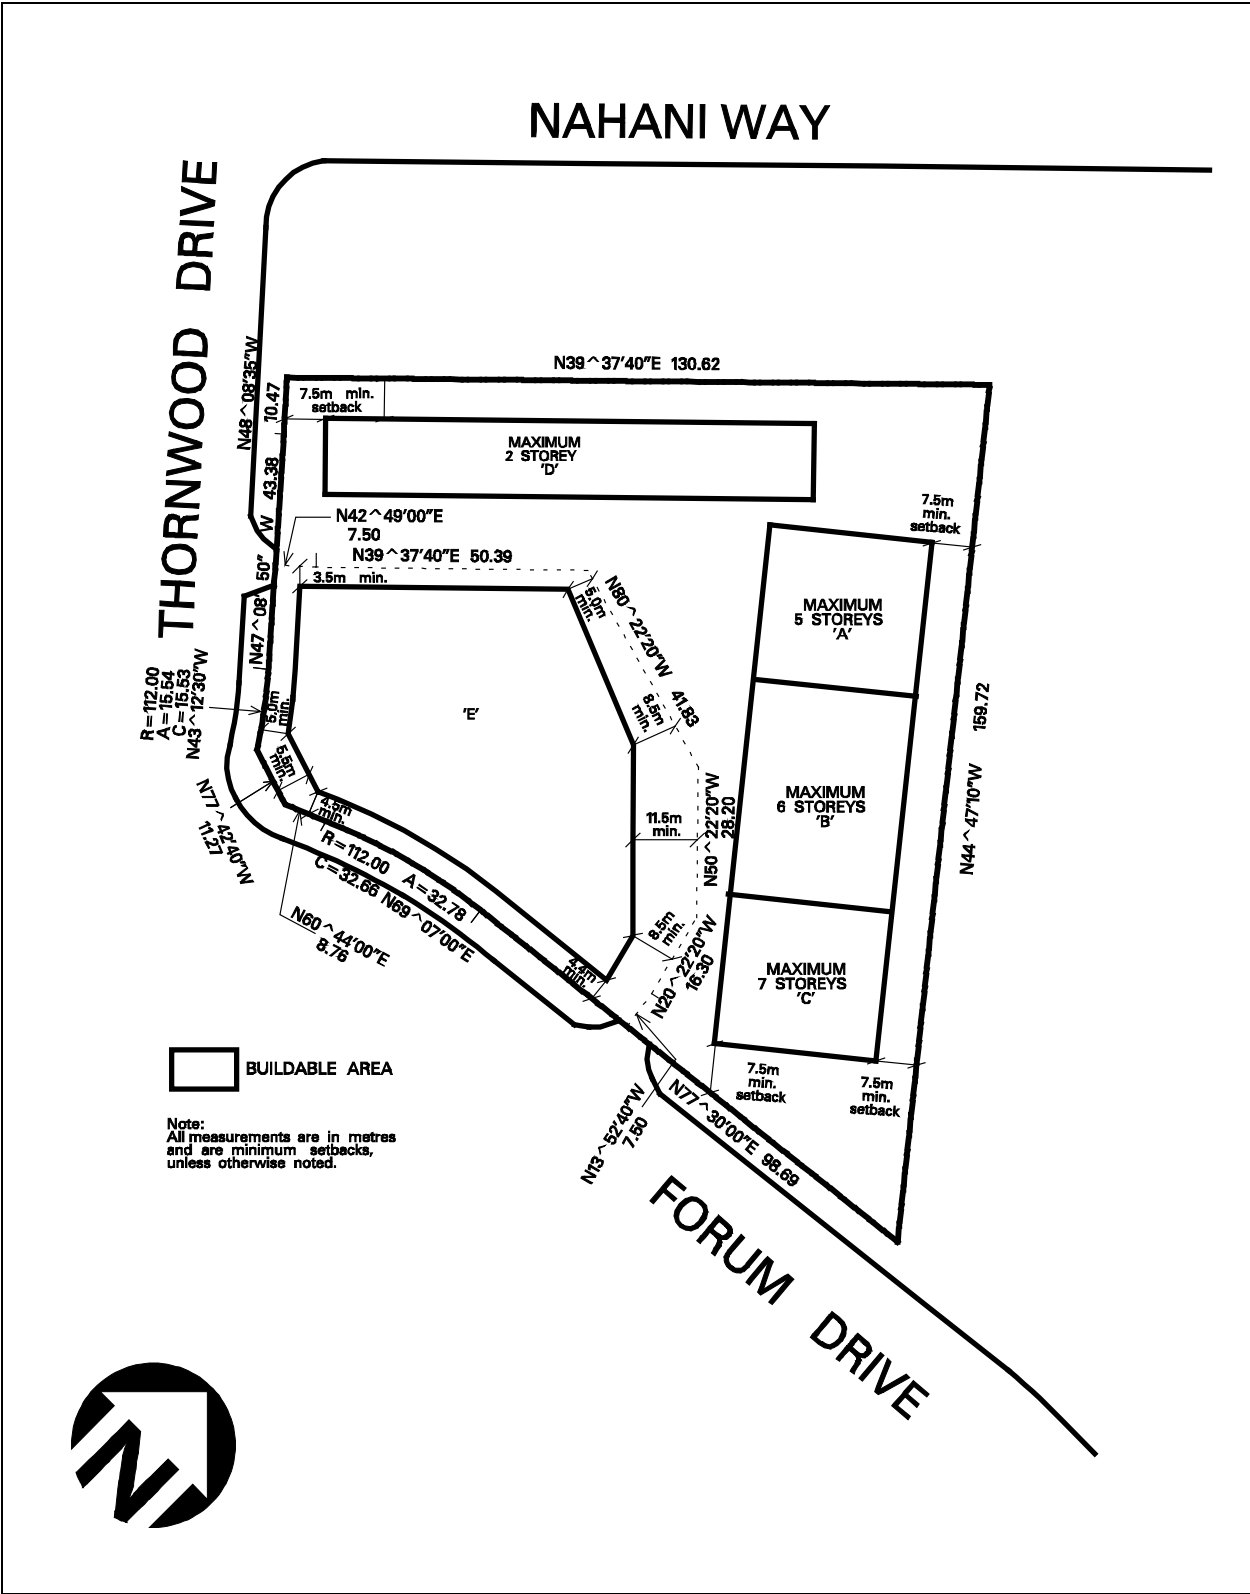 NAHANI WAY
THORNWOOD DRIVE
N48^08'35"W
10.47
N39^37'40"E 130.62
7.5m min.
setback
MAXIMUM
2 STOREY
'D'
N47^08'50"W 43.38
N42^49'00"E
7.50
N39^37'40"E 50.39
3.5m min.
5.0m
min.
N80^22'20"W 41.83
7.5m
min.
setback
MAXIMUM
5 STOREYS
'A'
R=112.00
A=15.54
C=15.53
N43^12'30"W
5.0m
min.
'E'
8.5m
min.
159.72
N44^47'10"W
5.5m
min.
N77^42'40"W
11.27
4.5m
min.
11.5m
min.
N50^22'20"W
28.20
MAXIMUM
6 STOREYS
'B'
R=112.00 A=32.78
C=32.66 N69^07'00"E
N60^44'00"E
8.76
8.5m
min.
N20^22'20"W
16.30
4.4m
min.
MAXIMUM
7 STOREYS
'C'
7.5m
min.
setback
7.5m
min.
setback
N13^52'40"W
7.50
N77^30'00"E 98.69
BUILDABLE AREA
Note:
All measurements are in metres
and are minimum setbacks,
unless otherwise noted.
FORUM DRIVE
N